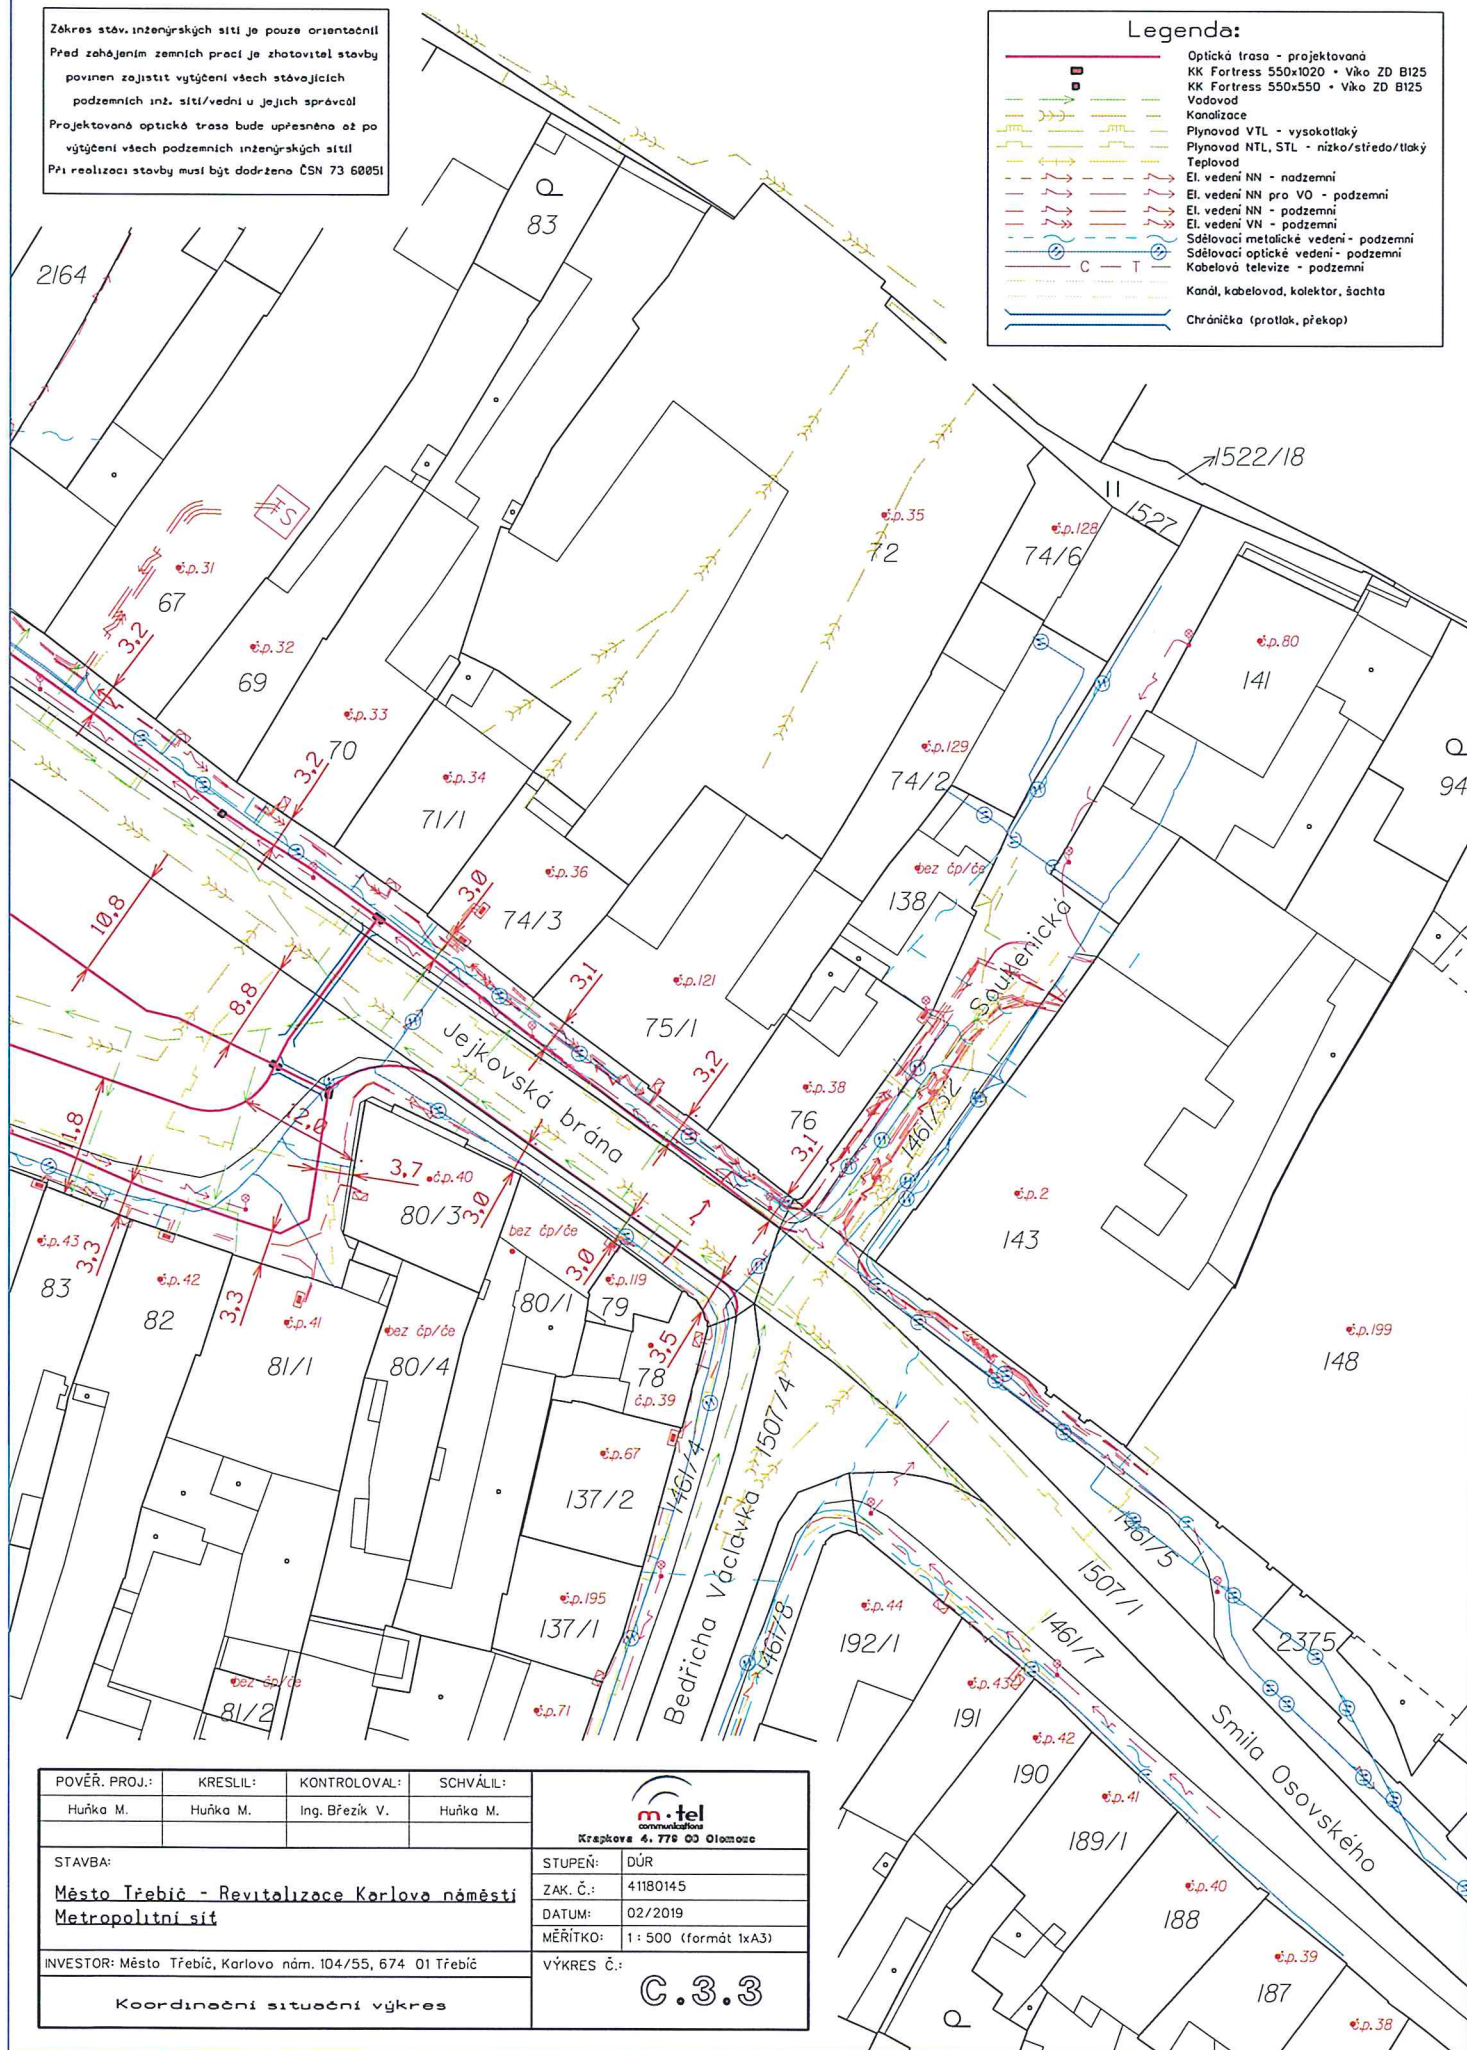 Zákres stáv. inženýrských sítí je pouze orientační!
Před zahájením zemních prací je zhotovitel stavby
povinen zajistit vytýčení všech stávajících
podzemních inž. sítí/vední u jejich správců!
Projektovaná optická trasa bude upřesněna až po
výtýčení všech podzemních inženýrských sítí!
Při realizaci stavby musí být dodržena ČSN 73 6005!
Legenda:
Optická trasa - projektovaná
KK Fortress 550x1020 + Víko ZD B125
KK Fortress 550x550 + Víko ZD B125
Vodovod
Kanalizace
Plynovod VTL - vysokotlaký
Plynovod NTL, STL - nízko/středo/tlaký
Teplovod
El. vedení NN - nadzemní
El. vedení NN pro VO - podzemní
El. vedení NN - podzemní
El. vedení VN - podzemní
Sdělovací metalické vedení - podzemní
Sdělovací optické vedení - podzemní
C T Kabelová televize - podzemní
Kanál, kabelovod, kolektor, šachta
Chránička (protlak, překop)
83
2164
1522/18
1527
TS
č.p.35
72
č.p.128
74/6
č.p.31
67
3,2
č.p.32
69
č.p.80
141
č.p.33
70
3,2
č.p.129
74/2
94
č.p.34
71/1
č.p.36
74/3
3,0
bez čp/če
138
Soukenická
10,8
8,8
3,1
č.p.121
75/1
Jejkovská brána
3,2
č.p.38
76
3,1
1461/52
1,8
12,0
3,7
č.p.40
80/3
3,0
č.p.2
143
bez čp/če
80/1
3,0
č.p.119
79
č.p.43
83
3,3
č.p.42
82
3,3
č.p.41
81/1
bez čp/če
80/4
3,5
78
č.p.39
č.p.199
148
č.p.67
137/2
1461/4
1507/4
Bedřicha Václavka
1461/8
č.p.195
137/1
č.p.71
bez čp/če
81/2
č.p.44
192/1
1461/5
1507/1
1461/7
2375
Smila Osovského
č.p.43
191
č.p.42
190
č.p.41
189/1
č.p.40
188
č.p.39
187
č.p.38
POVĚŘ. PROJ.: KRESLIL: KONTROLOVAL: SCHVÁLIL:
Huňka M. Huňka M. Ing. Březík V. Huňka M.
m·tel
communications
Krapkova 4, 779 00 Olomouc
STAVBA:
Město Třebíč - Revitalizace Karlova náměstí
Metropolitní síť
STUPEŇ: DÚR
ZAK. Č.: 41180145
DATUM: 02/2019
MĚŘÍTKO: 1 : 500 (formát 1xA3)
INVESTOR: Město Třebíč, Karlovo nám. 104/55, 674 01 Třebíč
Koordinační situační výkres
VÝKRES Č.:
C.3.3